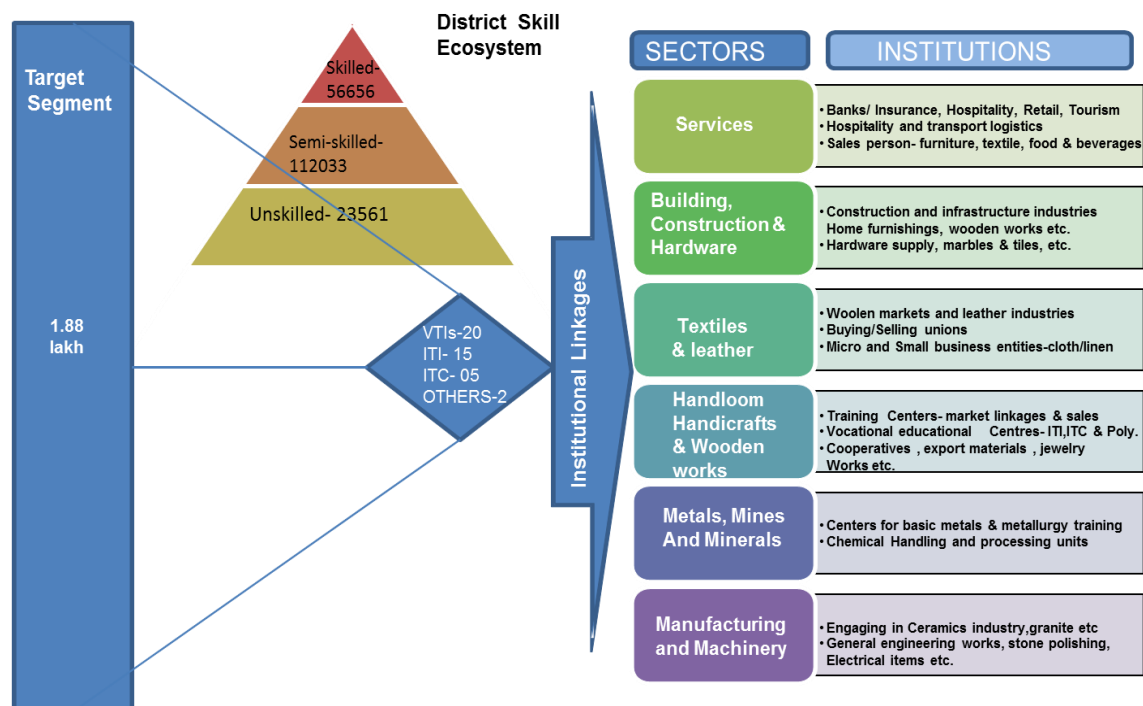 District Skill
Ecosystem
Target
Segment
1.88
lakh
Skilled-
56656
Semi-skilled-
112033
Unskilled- 23561
VTIs-20
ITI- 15
ITC- 05
OTHERS-2
Institutional Linkages
SECTORS
INSTITUTIONS
Services
• Banks/ Insurance, Hospitality, Retail, Tourism
• Hospitality and transport logistics
• Sales person- furniture, textile, food & beverages
Building,
Construction &
Hardware
• Construction and infrastructure industries
Home furnishings, wooden works etc.
• Hardware supply, marbles & tiles, etc.
Textiles
& leather
• Woolen markets and leather industries
• Buying/Selling unions
• Micro and Small business entities-cloth/linen
Handloom
Handicrafts
& Wooden
works
• Training Centers- market linkages & sales
• Vocational educational Centres- ITI,ITC & Poly.
• Cooperatives , export materials , jewelry
Works etc.
Metals, Mines
And Minerals
• Centers for basic metals & metallurgy training
• Chemical Handling and processing units
Manufacturing
and Machinery
• Engaging in Ceramics industry,granite etc
• General engineering works, stone polishing,
Electrical items etc.